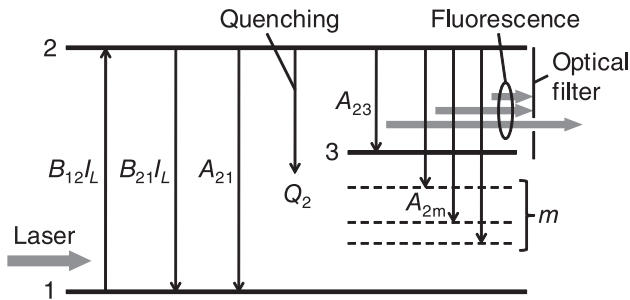 Quenching
Fluorescence
2
Optical
filter
A23
3
B12IL
B21IL
A21
Q2
A2m
m
Laser
1